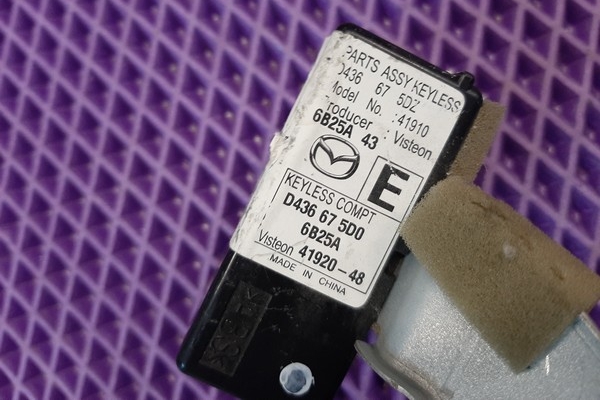 PARTS ASSY KEYLESS
D436 67 5DZ
Model No. :41910
Producer : Visteon
6B25A 43
E
KEYLESS COMPT
D436 67 5D0
6B25A
Visteon 41920-48
MADE IN CHINA